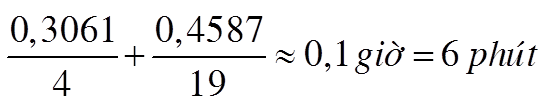 0,3061/4 + 0,4587/19 ≈ 0,1 giờ = 6 phút